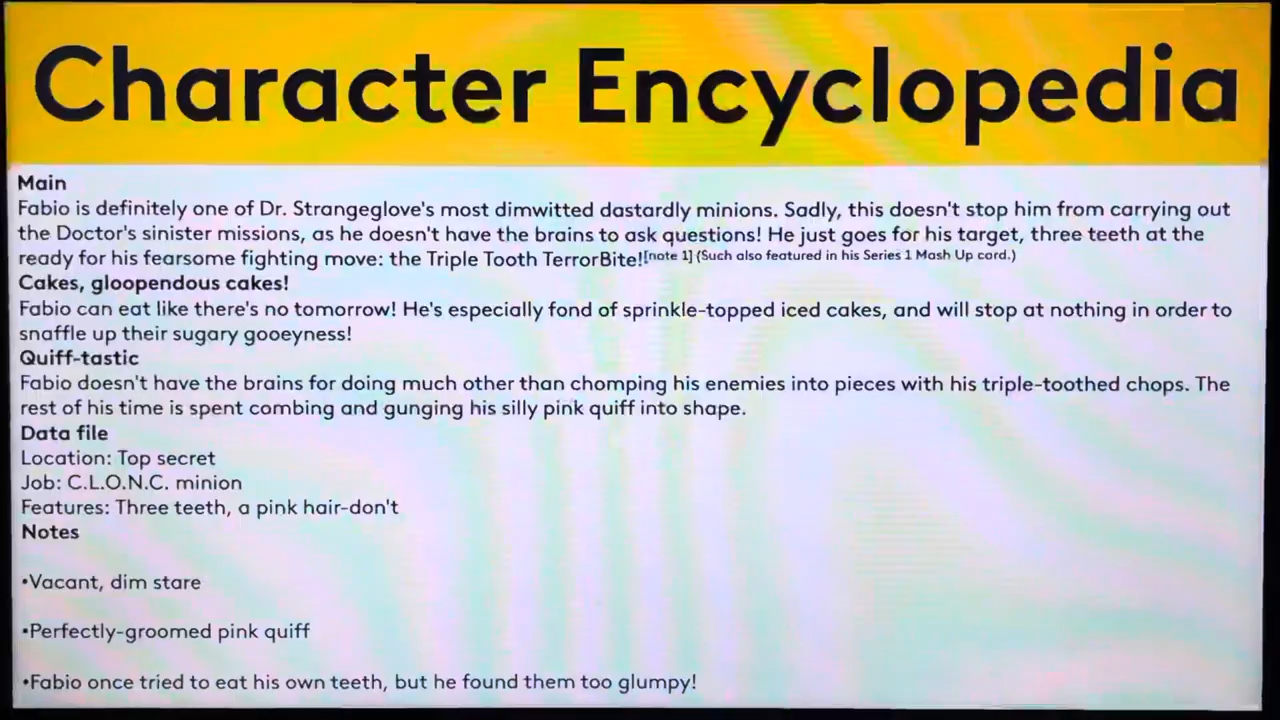 Character Encyclopedia
Main
Fabio is definitely one of Dr. Strangeglove's most dimwitted dastardly minions. Sadly, this doesn't stop him from carrying out
the Doctor's sinister missions, as he doesn't have the brains to ask questions! He just goes for his target, three teeth at the
ready for his fearsome fighting move: the Triple Tooth TerrorBite![note 1] (Such also featured in his Series 1 Mash Up card.)
Cakes, gloopendous cakes!
Fabio can eat like there's no tomorrow! He's especially fond of sprinkle-topped iced cakes, and will stop at nothing in order to
snaffle up their sugary gooeyness!
Quiff-tastic
Fabio doesn't have the brains for doing much other than chomping his enemies into pieces with his triple-toothed chops. The
rest of his time is spent combing and gunging his silly pink quiff into shape.
Data file
Location: Top secret
Job: C.L.O.N.C. minion
Features: Three teeth, a pink hair-don't
Notes
•Vacant, dim stare
•Perfectly-groomed pink quiff
•Fabio once tried to eat his own teeth, but he found them too glumpy!